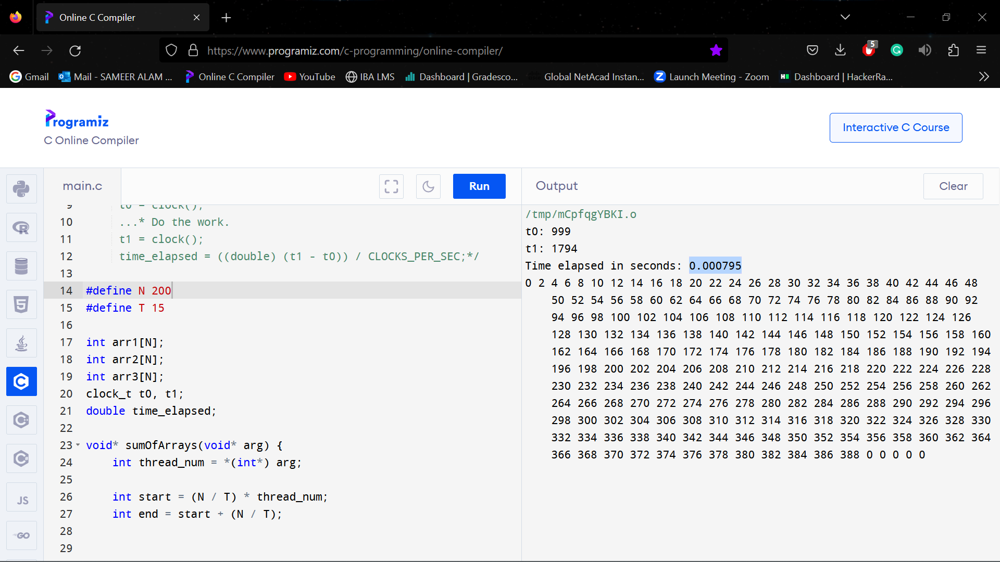 Online C Compiler
https://www.programiz.com/c-programming/online-compiler/
5
Gmail
Mail - SAMEER ALAM ...
Online C Compiler
YouTube
IBA LMS
Dashboard | Gradesco...
Global NetAcad Instan...
Launch Meeting - Zoom
Dashboard | HackerRa...
Programiz
C Online Compiler
Interactive C Course
main.c
Run
Output
Clear
9 t0 = clock();
10 ...* Do the work.
11 t1 = clock();
12 time_elapsed = ((double) (t1 - t0)) / CLOCKS_PER_SEC;*/
13
14 #define N 200
15 #define T 15
16
17 int arr1[N];
18 int arr2[N];
19 int arr3[N];
20 clock_t t0, t1;
21 double time_elapsed;
22
23 void* sumOfArrays(void* arg) {
24 int thread_num = *(int*) arg;
25
26 int start = (N / T) * thread_num;
27 int end = start + (N / T);
28
29
JS
GO
/tmp/mCpfqgYBKI.o
t0: 999
t1: 1794
Time elapsed in seconds: 0.000795
0 2 4 6 8 10 12 14 16 18 20 22 24 26 28 30 32 34 36 38 40 42 44 46 48
50 52 54 56 58 60 62 64 66 68 70 72 74 76 78 80 82 84 86 88 90 92
94 96 98 100 102 104 106 108 110 112 114 116 118 120 122 124 126
128 130 132 134 136 138 140 142 144 146 148 150 152 154 156 158 160
162 164 166 168 170 172 174 176 178 180 182 184 186 188 190 192 194
196 198 200 202 204 206 208 210 212 214 216 218 220 222 224 226 228
230 232 234 236 238 240 242 244 246 248 250 252 254 256 258 260 262
264 266 268 270 272 274 276 278 280 282 284 286 288 290 292 294 296
298 300 302 304 306 308 310 312 314 316 318 320 322 324 326 328 330
332 334 336 338 340 342 344 346 348 350 352 354 356 358 360 362 364
366 368 370 372 374 376 378 380 382 384 386 388 0 0 0 0 0